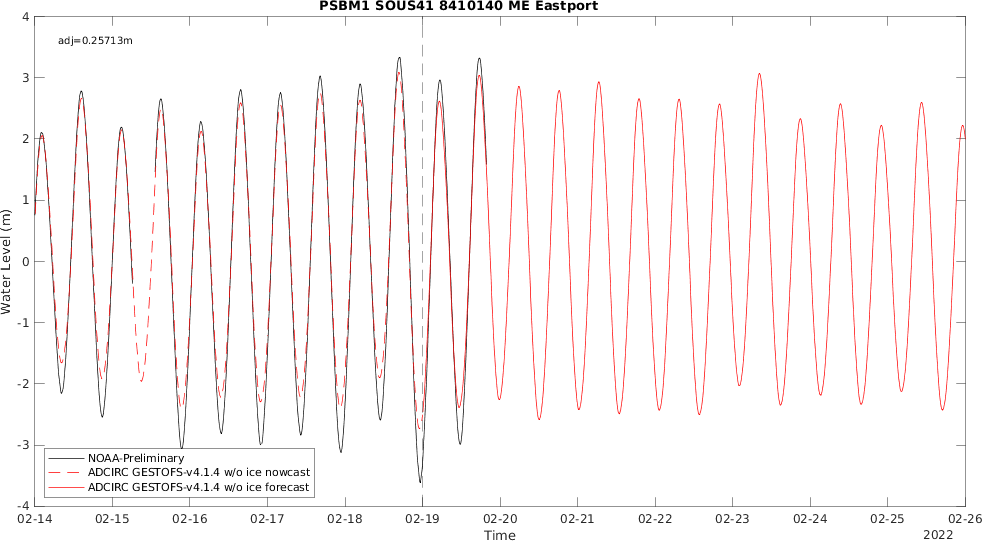 PSBM1 SOUS41 8410140 ME Eastport
adj=0.25713m
Water Level (m)
4
3
2
1
0
-1
-2
-3
-4
NOAA-Preliminary
ADCIRC GESTOFS-v4.1.4 w/o ice nowcast
ADCIRC GESTOFS-v4.1.4 w/o ice forecast
02-14 02-15 02-16 02-17 02-18 02-19 02-20 02-21 02-22 02-23 02-24 02-25 02-26
Time
2022